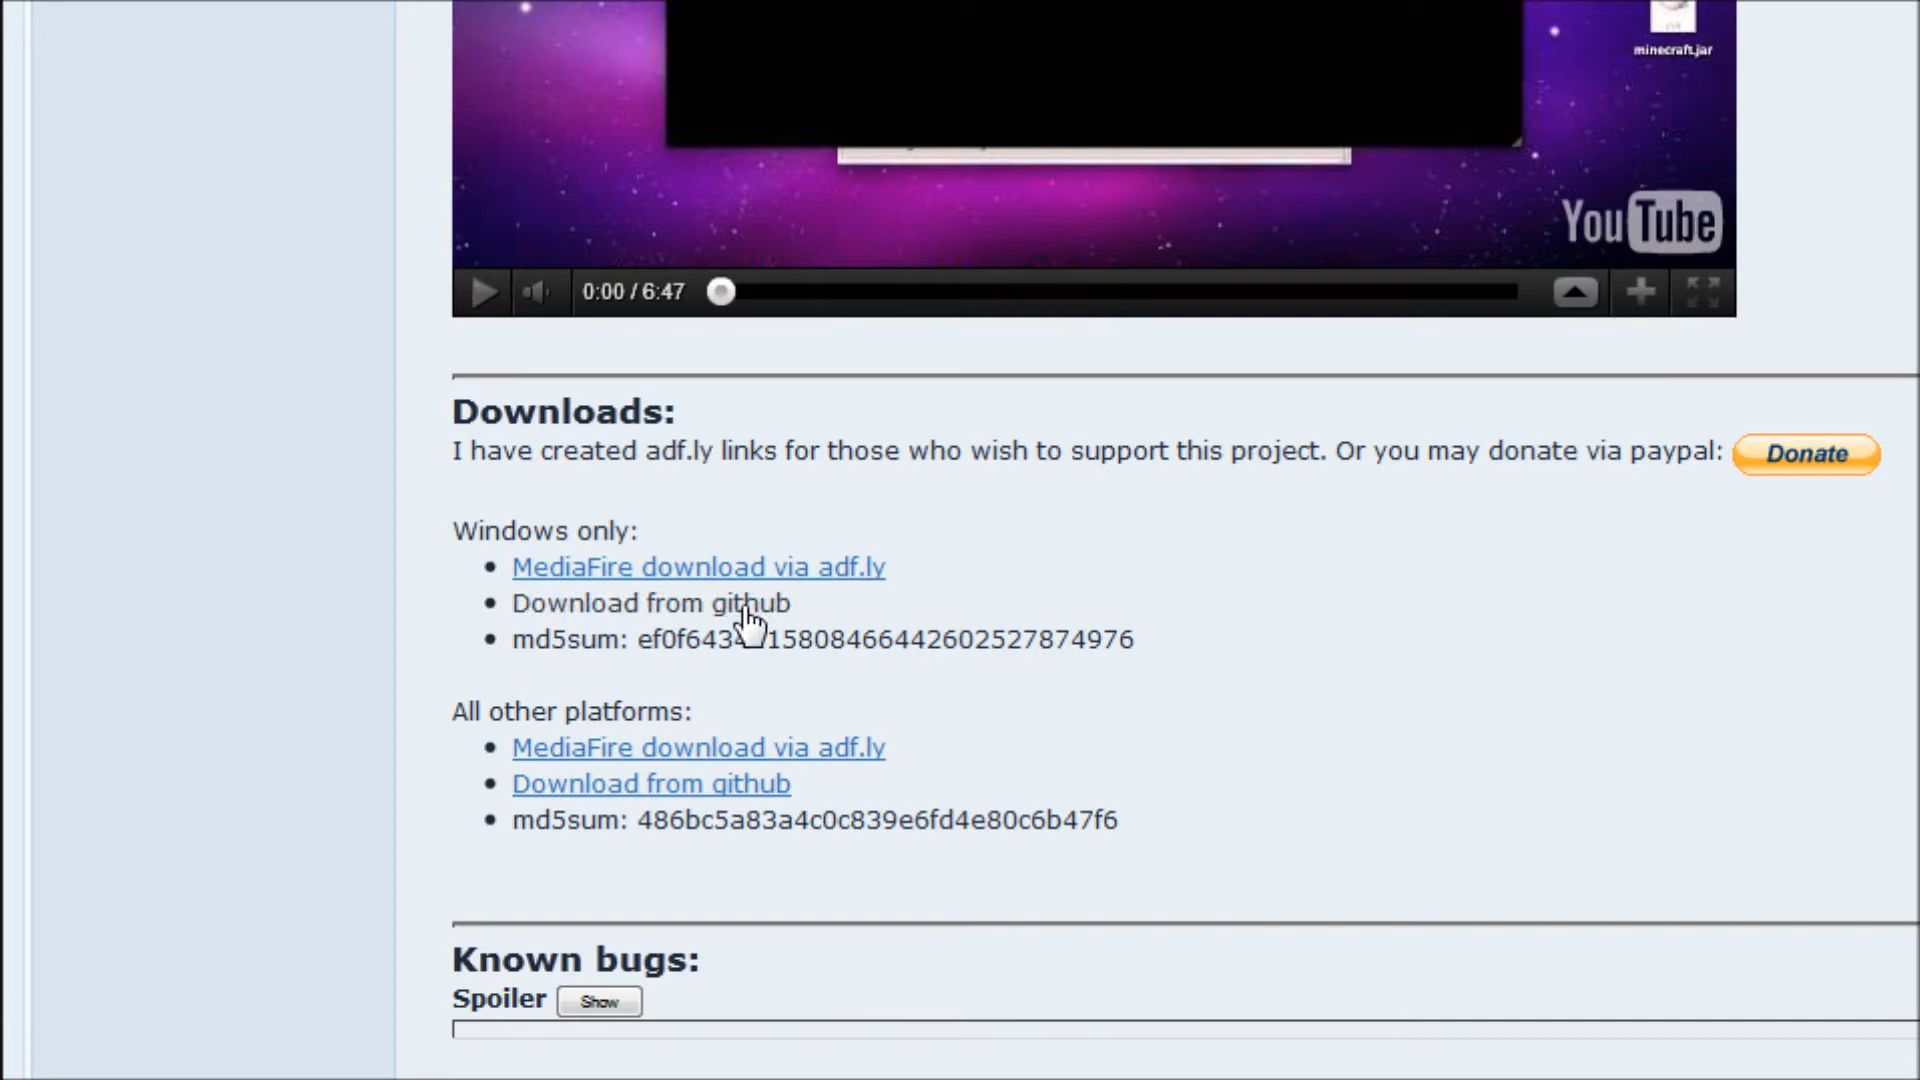 minecraft.jar
YouTube
0:00 / 6:47
Downloads:
I have created adf.ly links for those who wish to support this project. Or you may donate via paypal: Donate
Windows only:
MediaFire download via adf.ly
Download from github
md5sum:
All other platforms:
MediaFire download via adf.ly
Download from github
md5sum: 486bc5a83a4c0c839e6fd4e80c6b47f6
Known bugs:
Spoiler Show